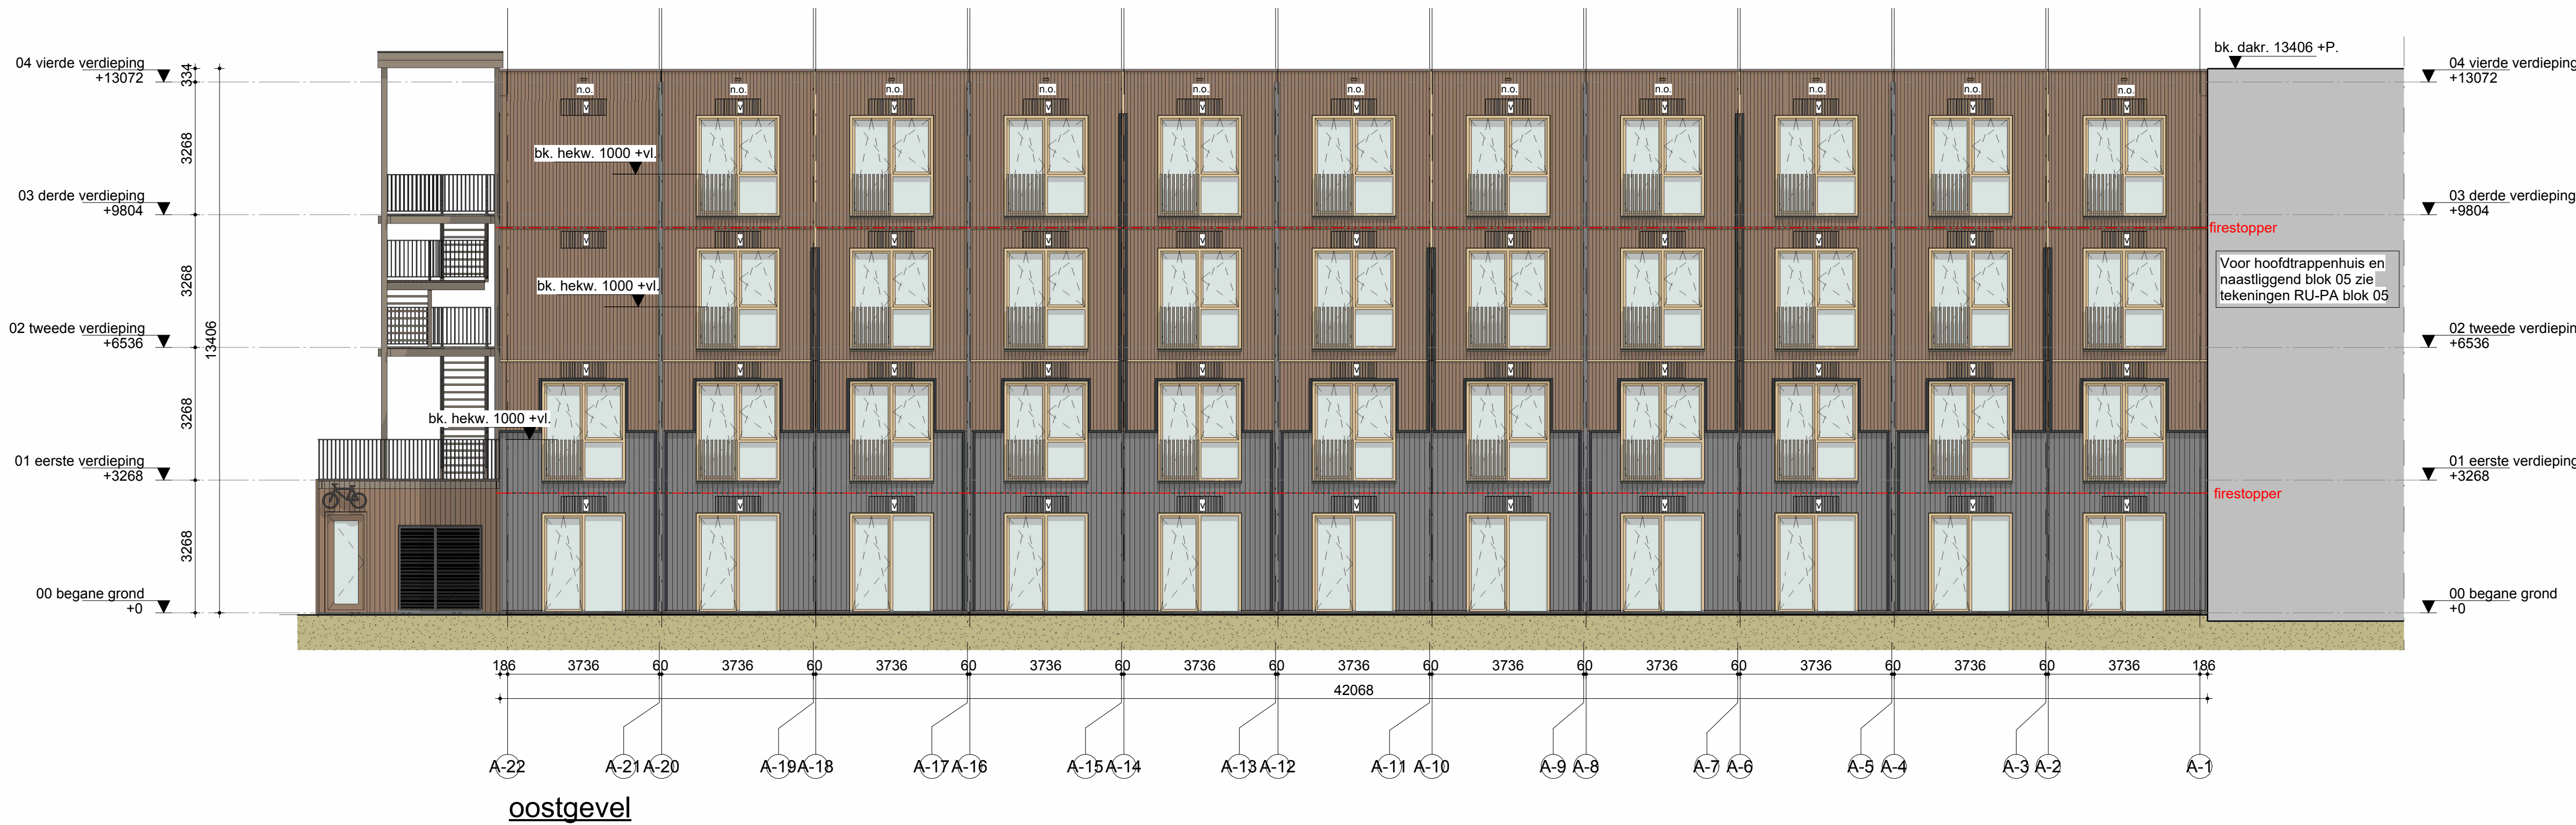 bk. dakr. 13406 +P.
04 vierde verdieping
+13072
334
04 vierde verdieping
+13072
n.o. n.o. n.o. n.o. n.o. n.o. n.o. n.o. n.o. n.o. n.o.
V V V V V V V V V V V
3268
bk. hekw. 1000 +vl.
03 derde verdieping
+9804
03 derde verdieping
+9804
firestopper
V V V V V V V V V V V
3268
bk. hekw. 1000 +vl.
Voor hoofdtrappenhuis en
naastliggend blok 05 zie
tekeningen RU-PA blok 05
02 tweede verdieping
+6536
13406
02 tweede verdiepin
+6536
V V V V V V V V V V V
3268
bk. hekw. 1000 +vl.
01 eerste verdieping
+3268
01 eerste verdieping
+3268
firestopper
V V V V V V V V V V V
3268
00 begane grond
+0
00 begane grond
+0
186 3736 60 3736 60 3736 60 3736 60 3736 60 3736 60 3736 60 3736 60 3736 60 3736 60 3736 186
42068
A-22 A-21 A-20 A-19 A-18 A-17 A-16 A-15 A-14 A-13 A-12 A-11 A-10 A-9 A-8 A-7 A-6 A-5 A-4 A-3 A-2 A-1
oostgevel